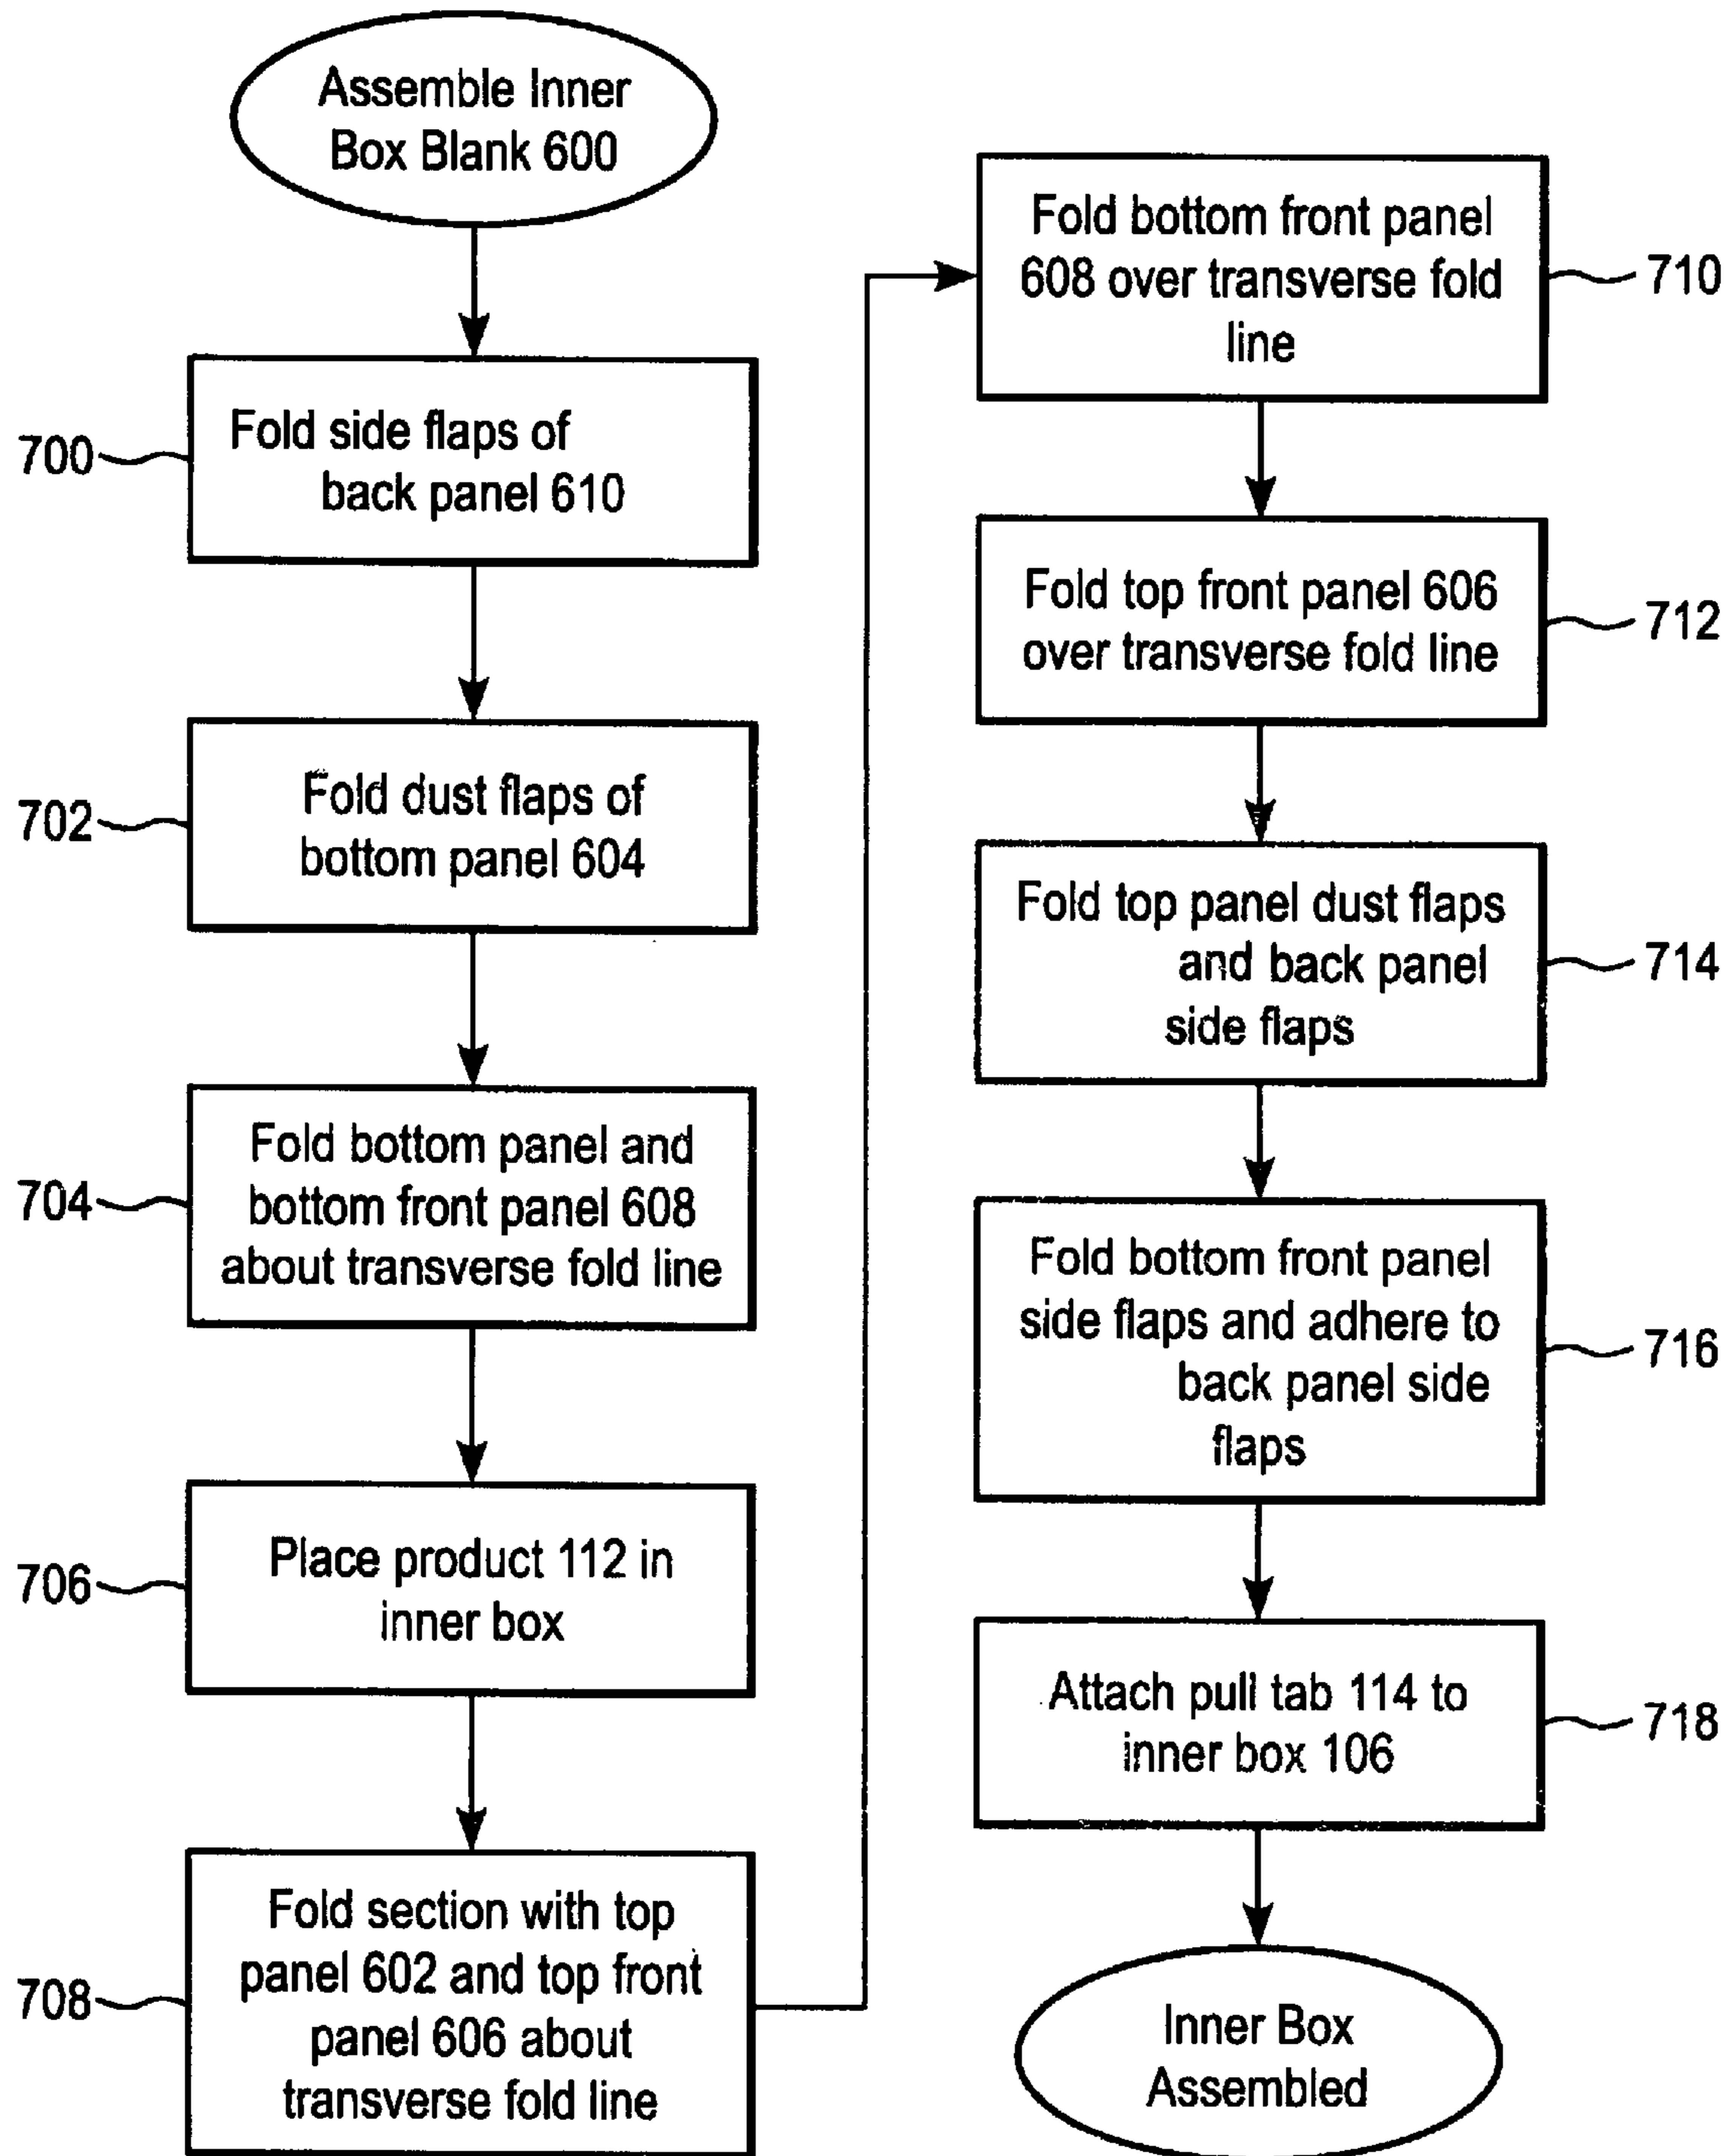 Assemble Inner
Box Blank 600
700
Fold side flaps of
back panel 610
702
Fold dust flaps of
bottom panel 604
704
Fold bottom panel and
bottom front panel 608
about transverse fold line
706
Place product 112 in
inner box
708
Fold section with top
panel 602 and top front
panel 606 about
transverse fold line
Fold bottom front panel
608 over transverse fold
line
710
Fold top front panel 606
over transverse fold line
712
Fold top panel dust flaps
and back panel
side flaps
714
Fold bottom front panel
side flaps and adhere to
back panel side
flaps
716
Attach pull tab 114 to
inner box 106
718
Inner Box
Assembled